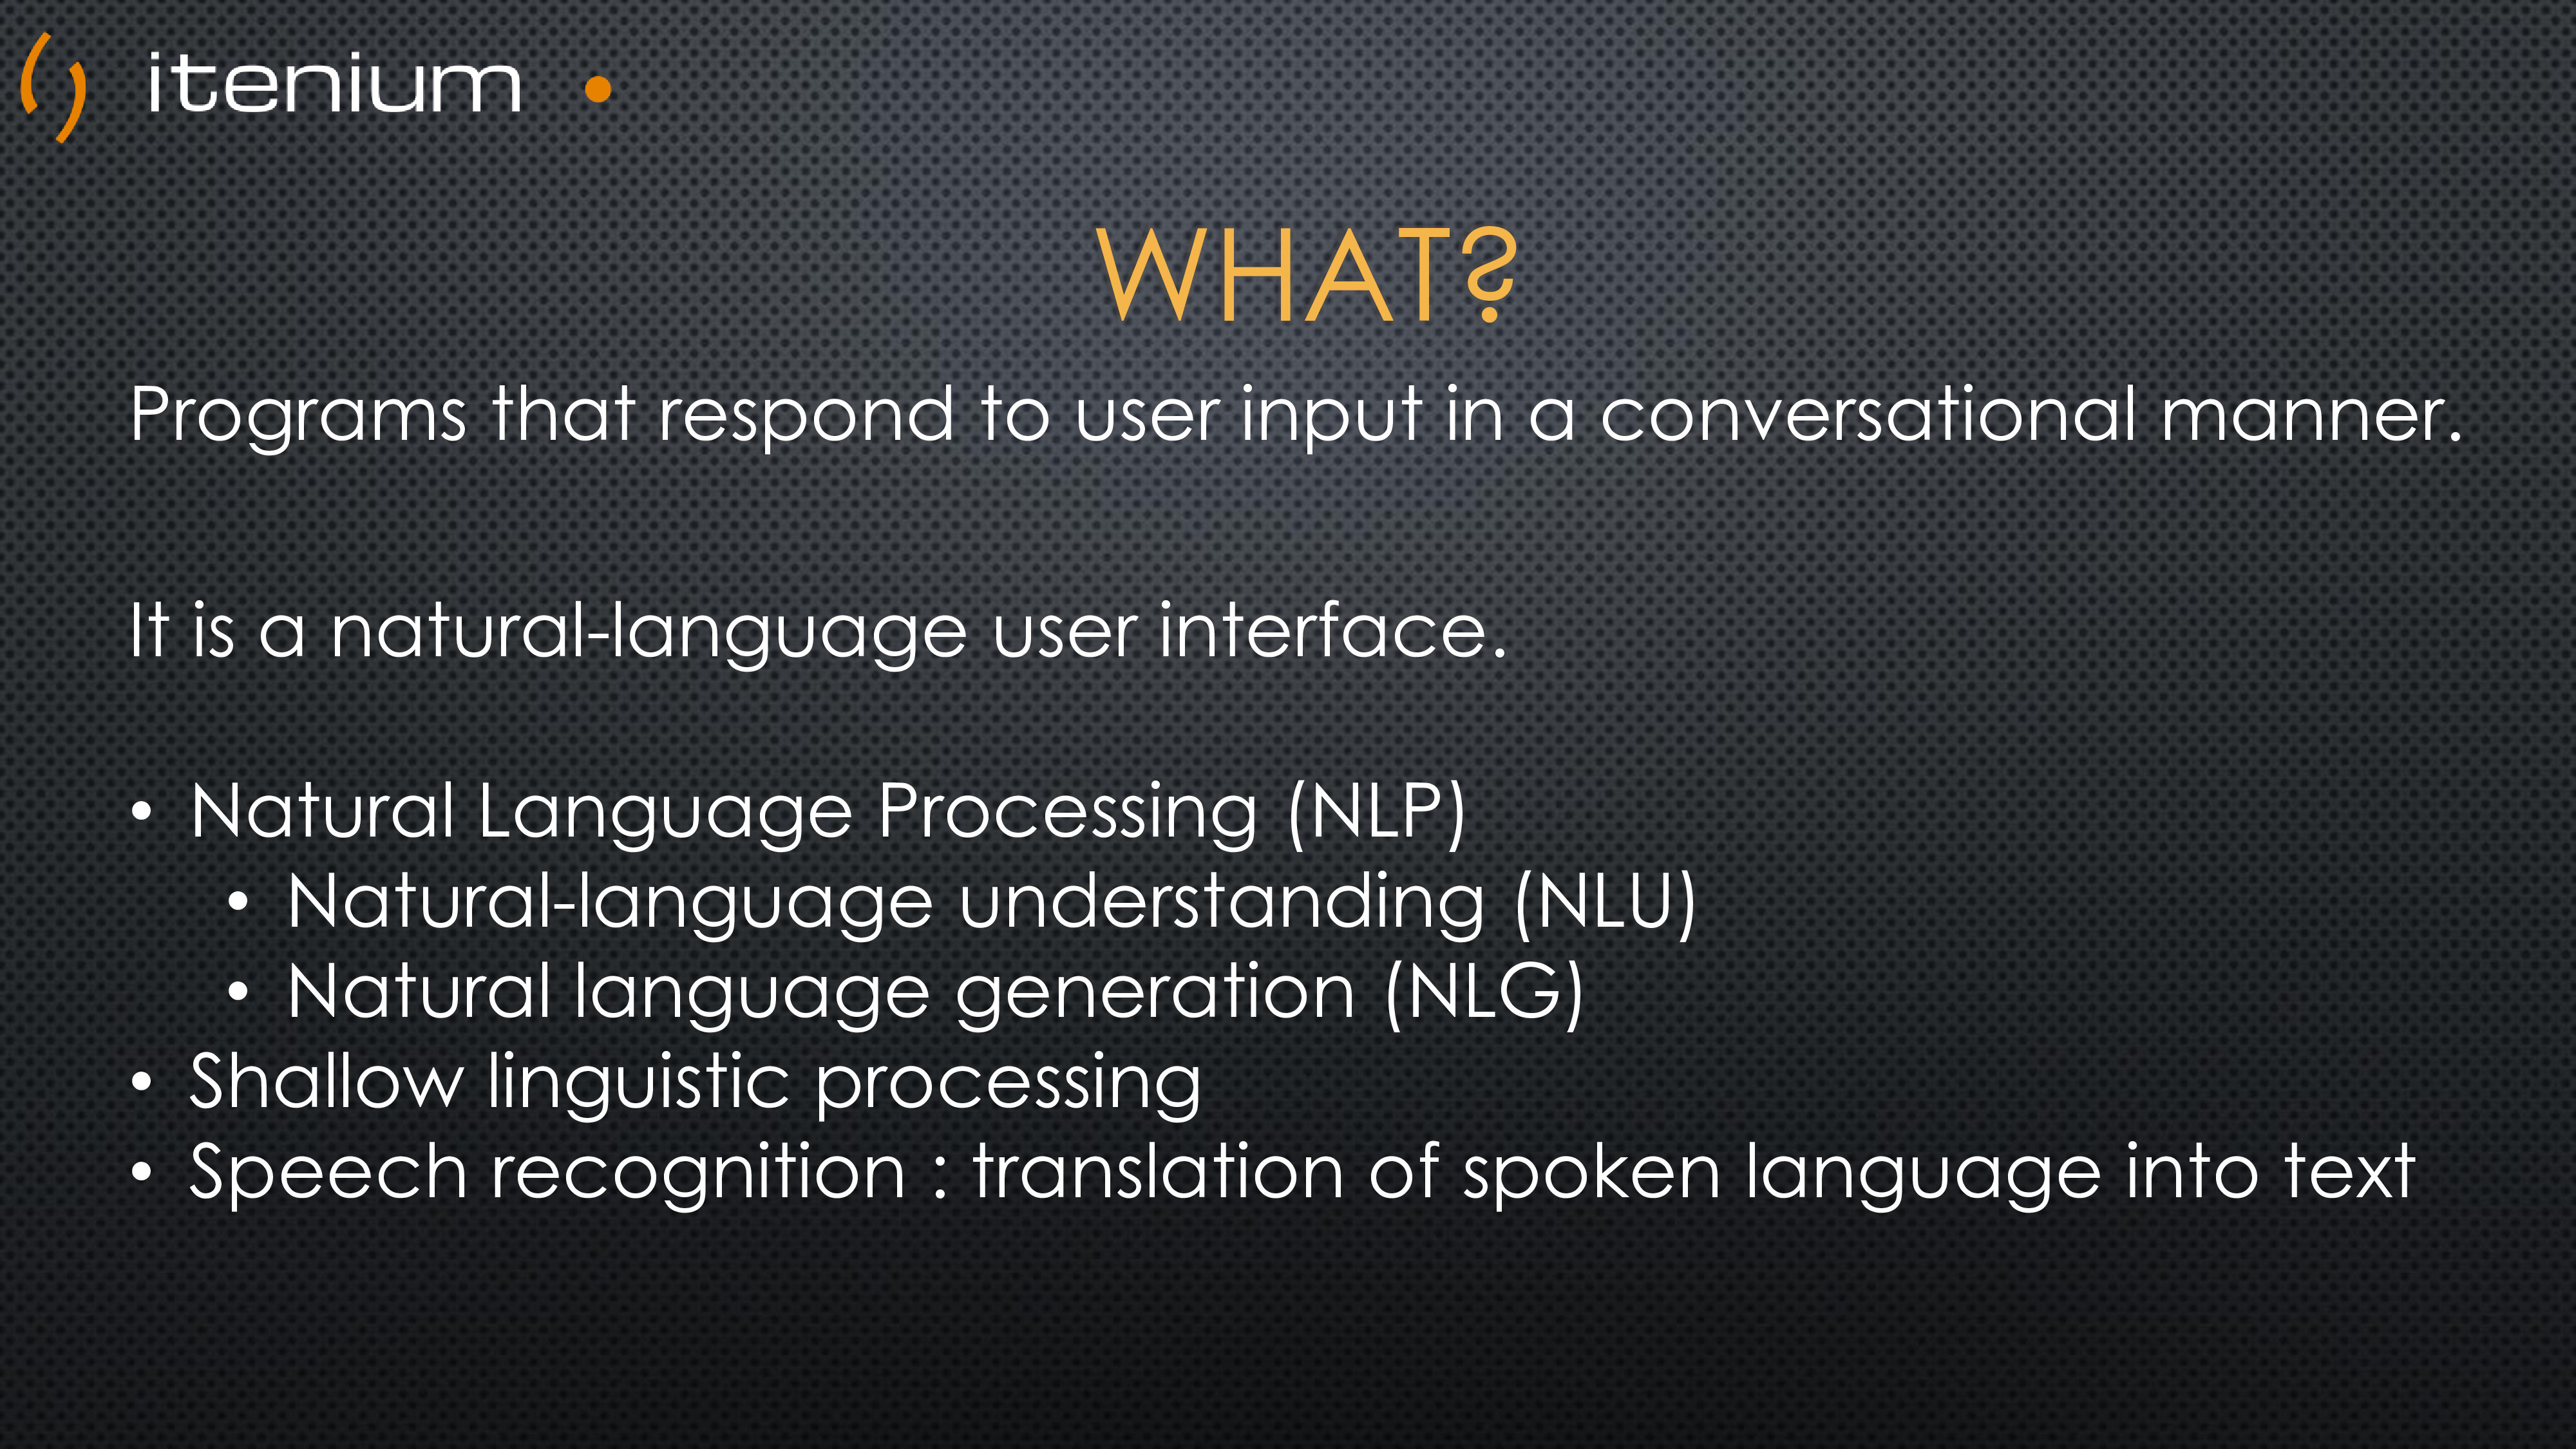 itenium
WHAT?
Programs that respond to user input in a conversational manner.
It is a natural-language user interface.
• Natural Language Processing (NLP)
• Natural-language understanding (NLU)
• Natural language generation (NLG)
• Shallow linguistic processing
• Speech recognition : translation of spoken language into text